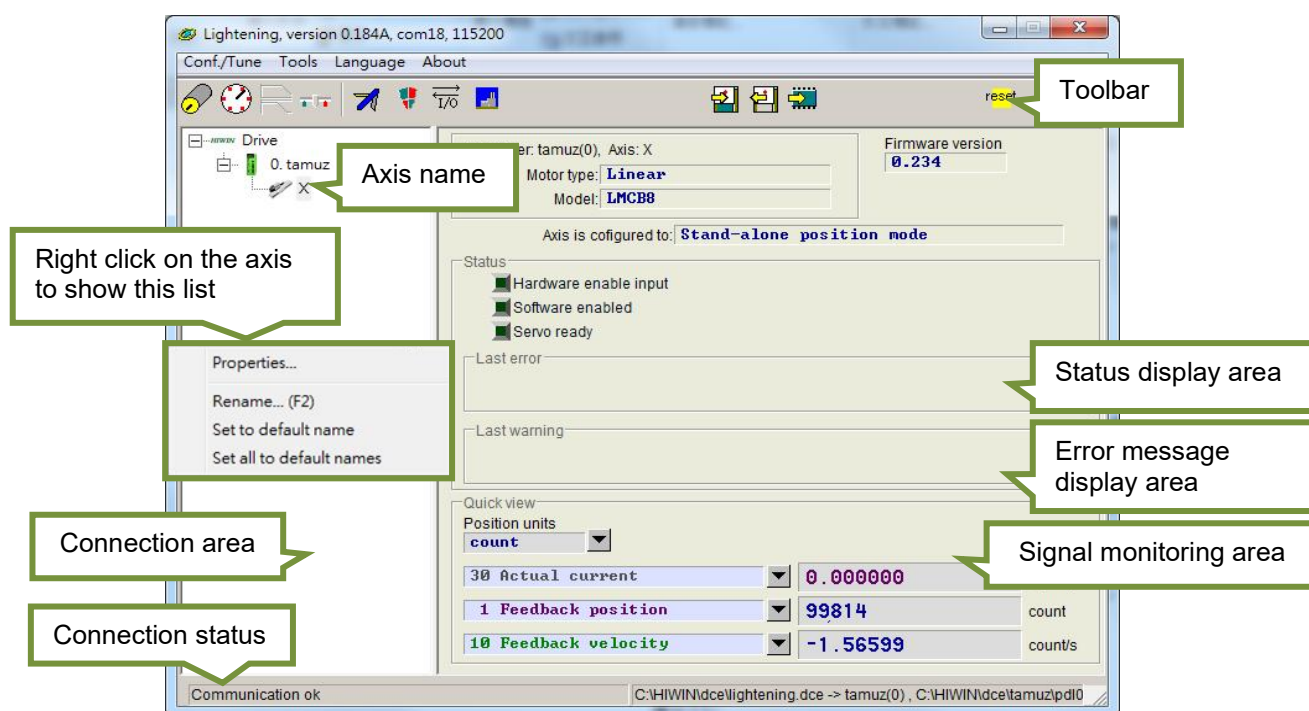 Lightening, version 0.184A, com18, 115200
Conf./Tune Tools Language About
I/O
reset
Toolbar
HIWIN Drive
0. tamuz
X
Axis name
er: tamuz(0), Axis: X
Motor type: Linear
Model: LMCB8
Firmware version
0.234
Axis is cofigured to: Stand-alone position mode
Right click on the axis
to show this list
Properties...
Rename... (F2)
Set to default name
Set all to default names
Status
Hardware enable input
Software enabled
Servo ready
Last error
Status display area
Last warning
Error message
display area
Quick view
Position units
count
Signal monitoring area
30 Actual current 0.000000
1 Feedback position 99814 count
10 Feedback velocity -1.56599 count/s
Connection area
Connection status
Communication ok
C:\HIWIN\dce\lightening.dce -> tamuz(0) , C:\HIWIN\dce\tamuz\pdl0